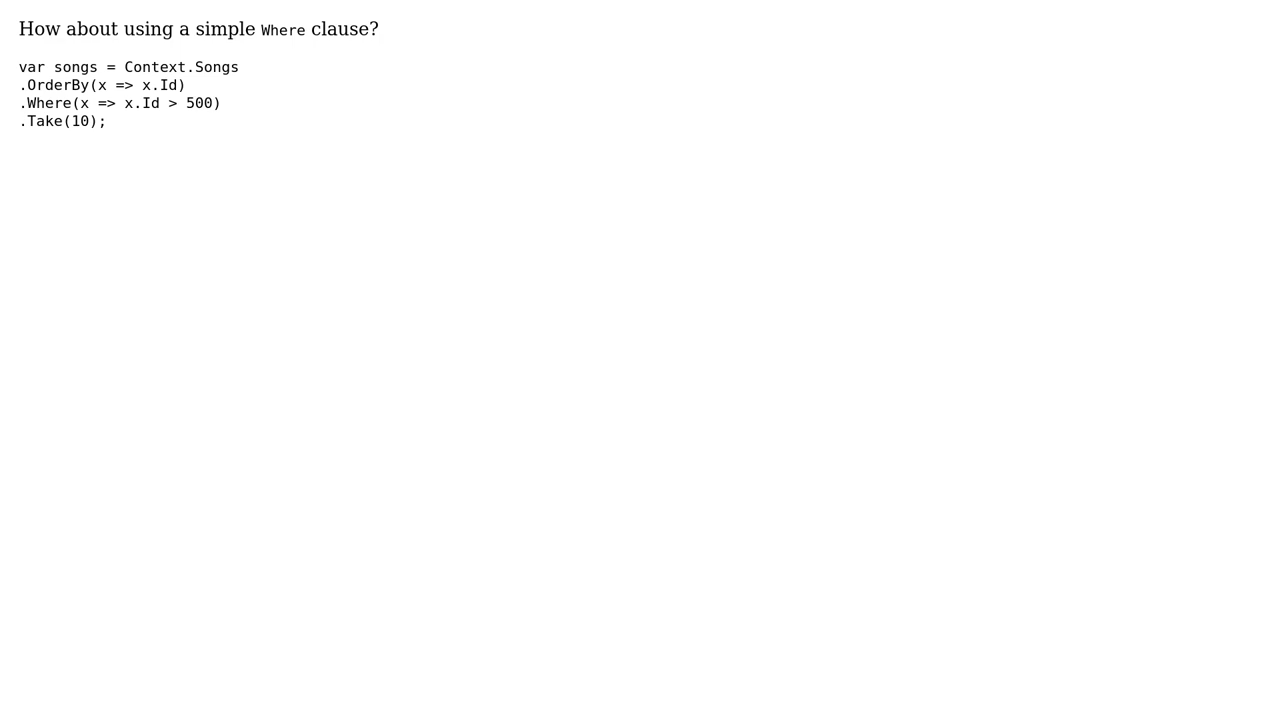 How about using a simple Where clause?
var songs = Context.Songs
.OrderBy(x => x.Id)
.Where(x => x.Id > 500)
.Take(10);